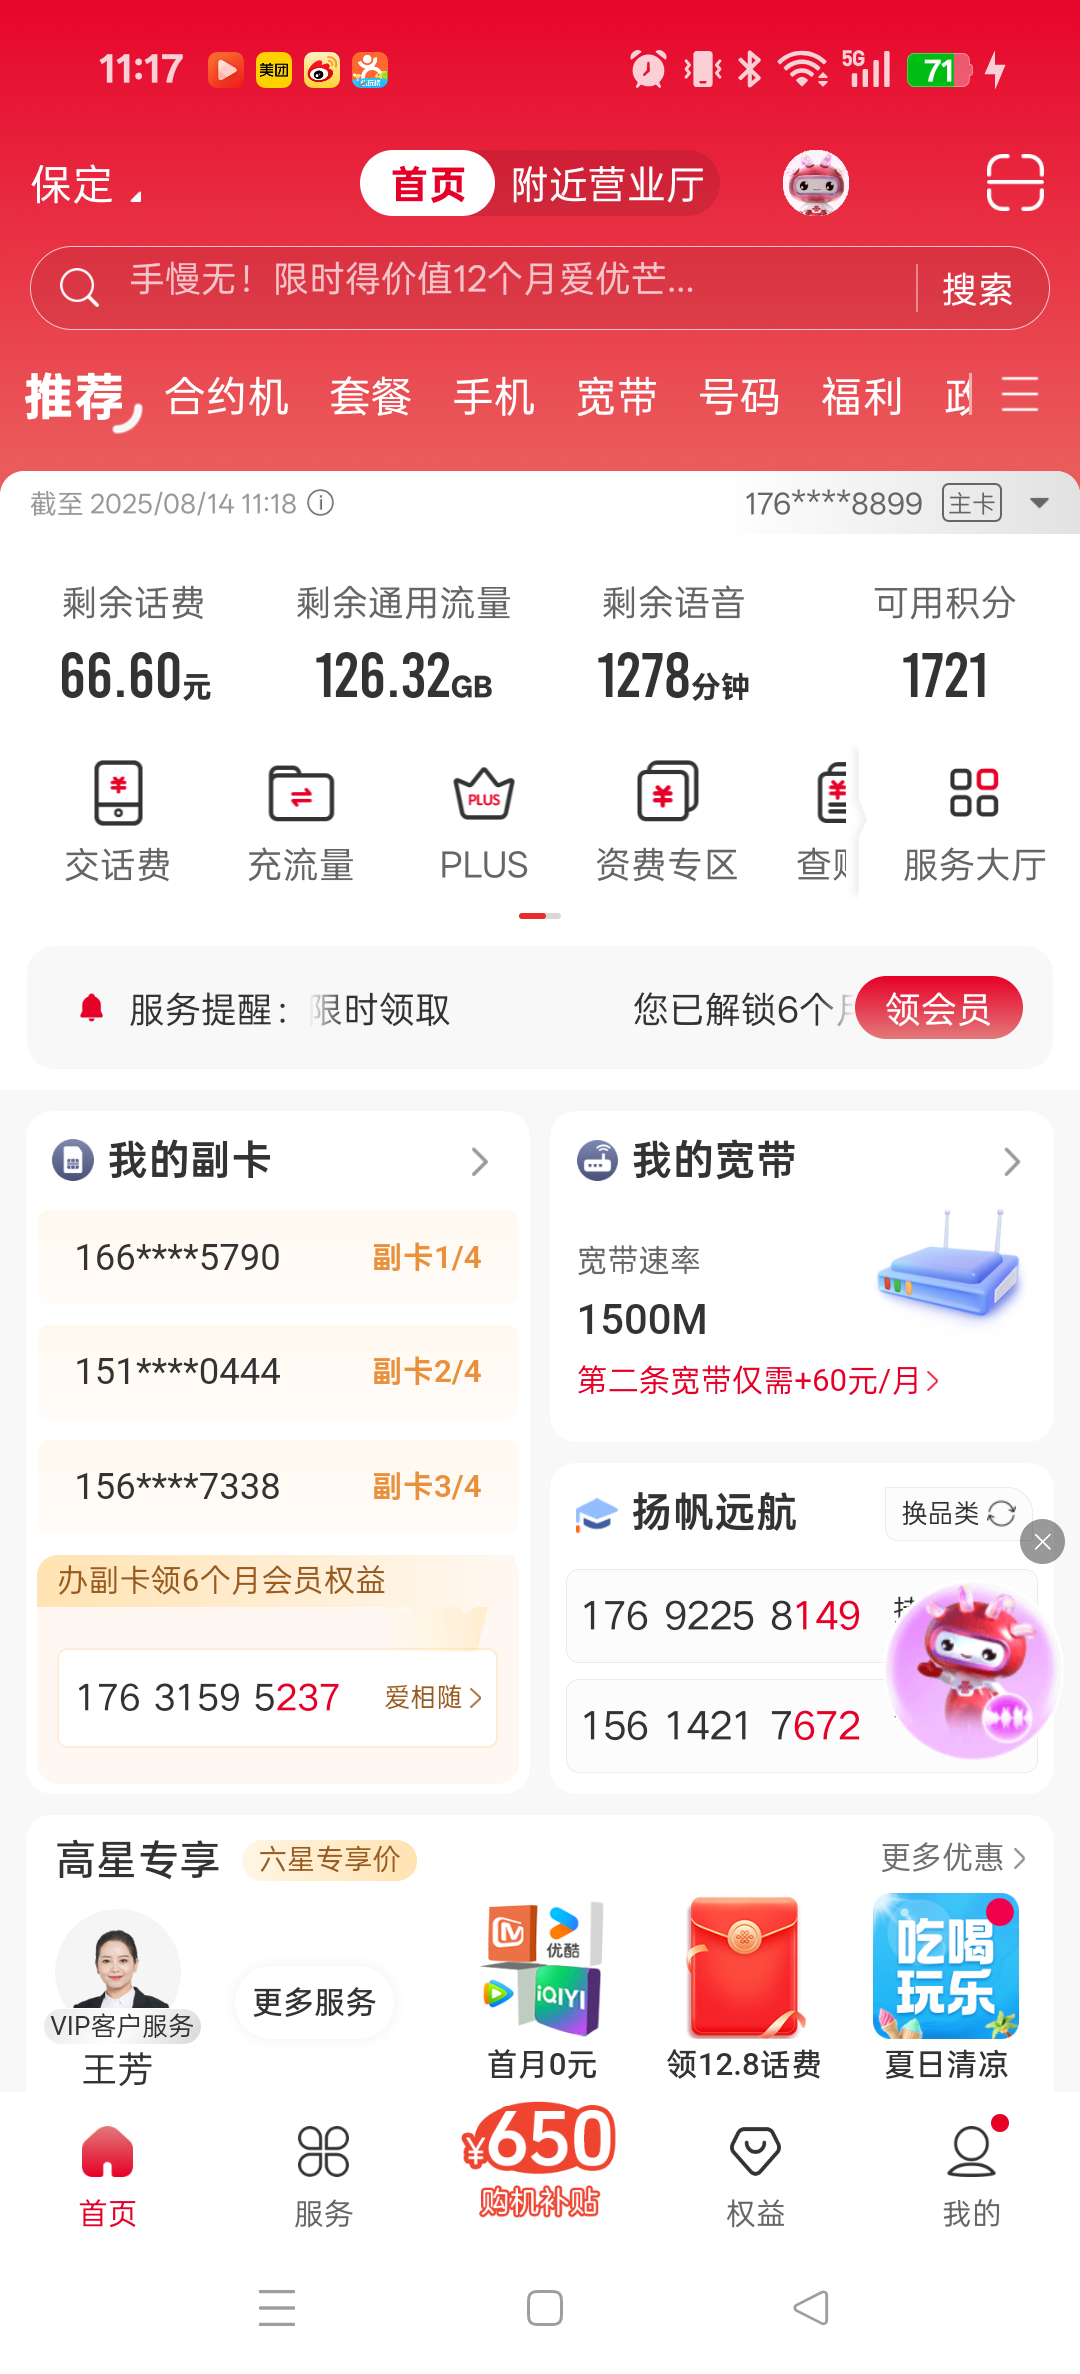 11:17 美团 5G 71
保定 首页 附近营业厅
手慢无！限时得价值12个月爱优芒... 搜索
推荐 合约机 套餐 手机 宽带 号码 福利
截至 2025/08/14 11:18 176****8899 主卡
剩余话费 剩余通用流量 剩余语音 可用积分
66.60元 126.32GB 1278分钟 1721
PLUS
交话费 充流量 PLUS 资费专区 查 服务大厅
服务提醒： 限时领取 您已解锁6个月 领会员
我的副卡
166****5790 副卡1/4
151****0444 副卡2/4
156****7338 副卡3/4
办副卡领6个月会员权益
176 3159 5237 爱相随
我的宽带
宽带速率
1500M
第二条宽带仅需+60元/月
扬帆远航 换品类
176 9225 8149
156 1421 7672
高星专享 六星专享价 更多优惠
VIP客户服务
王芳
更多服务
优酷
iQIYI
首月0元
领12.8话费
吃喝
玩乐
夏日清凉
¥650
购机补贴
首页 服务 权益 我的